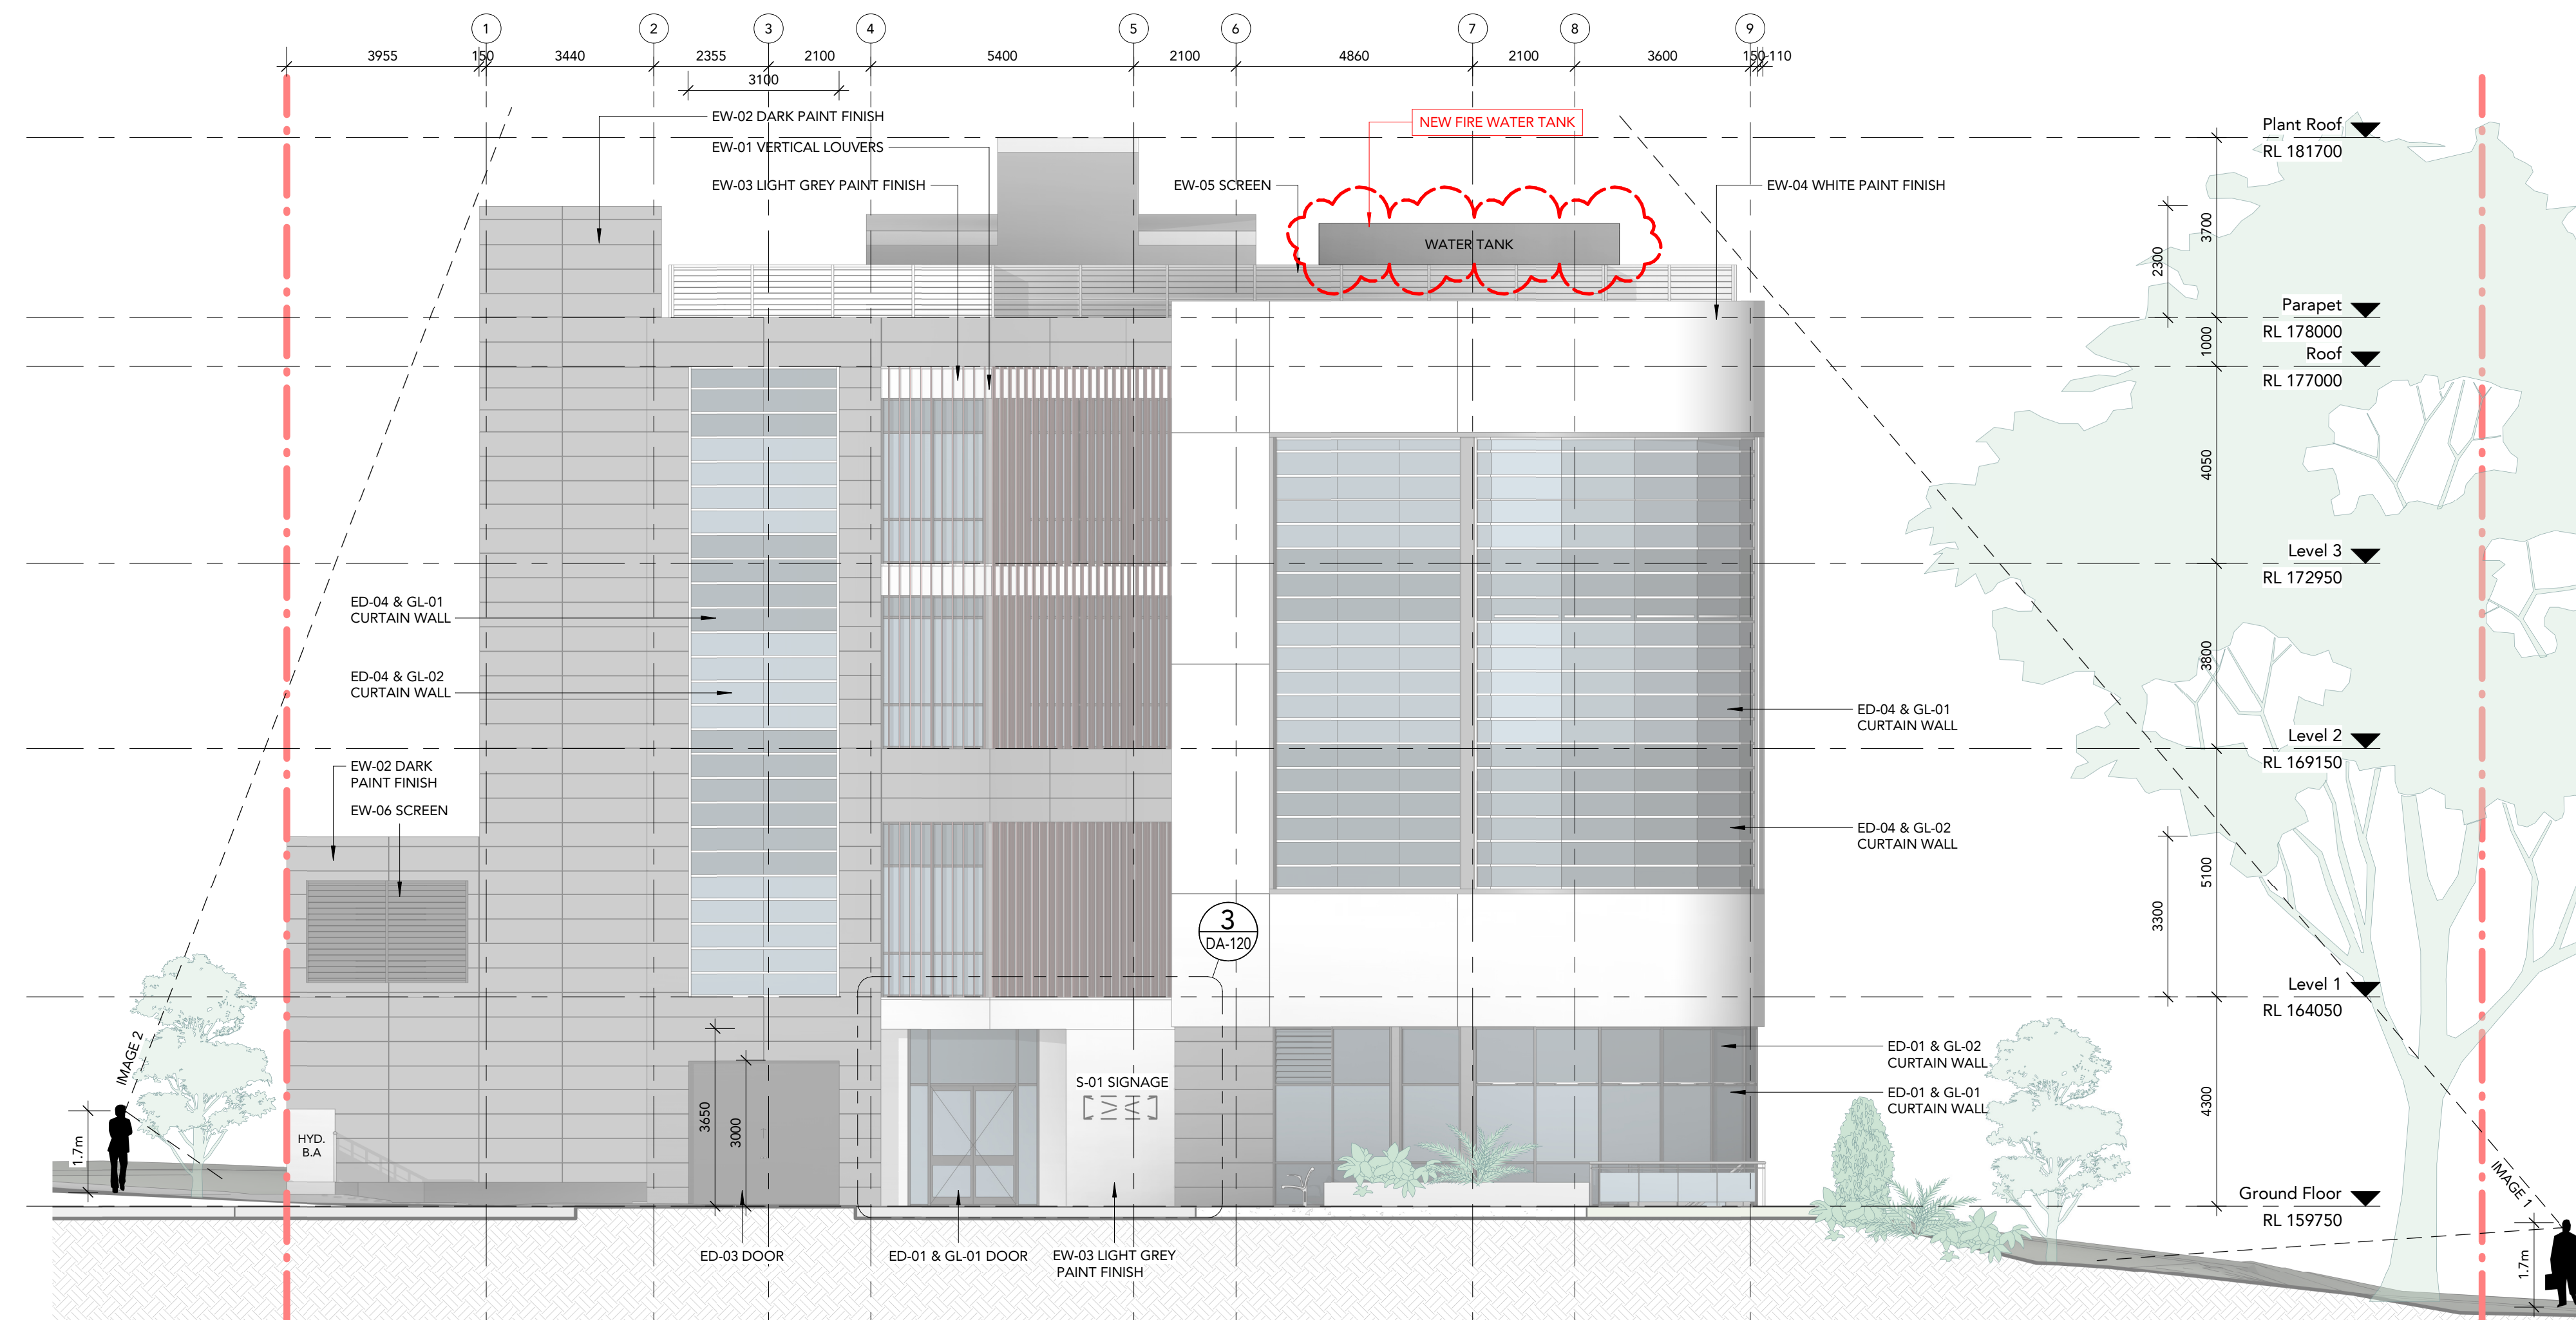 1 2 3 4 5 6 7 8 9
3955 150 3440 2355 2100 5400 2100 4860 2100 3600 150 110
3100
EW-02 DARK PAINT FINISH
NEW FIRE WATER TANK
EW-01 VERTICAL LOUVERS
EW-03 LIGHT GREY PAINT FINISH
EW-05 SCREEN
EW-04 WHITE PAINT FINISH
WATER TANK
Plant Roof
RL 181700
3700
2300
Parapet
RL 178000
1000
Roof
RL 177000
4050
Level 3
RL 172950
ED-04 & GL-01
CURTAIN WALL
3800
ED-04 & GL-02
CURTAIN WALL
ED-04 & GL-01
CURTAIN WALL
Level 2
RL 169150
EW-02 DARK
PAINT FINISH
EW-06 SCREEN
ED-04 & GL-02
CURTAIN WALL
5100
3300
3
DA-120
Level 1
RL 164050
IMAGE 2
ED-01 & GL-02
CURTAIN WALL
S-01 SIGNAGE
ED-01 & GL-01
CURTAIN WALL
4300
3650
3000
1.7m
HYD.
B.A
IMAGE 1
Ground Floor
RL 159750
ED-03 DOOR
ED-01 & GL-01 DOOR
EW-03 LIGHT GREY
PAINT FINISH
1.7m